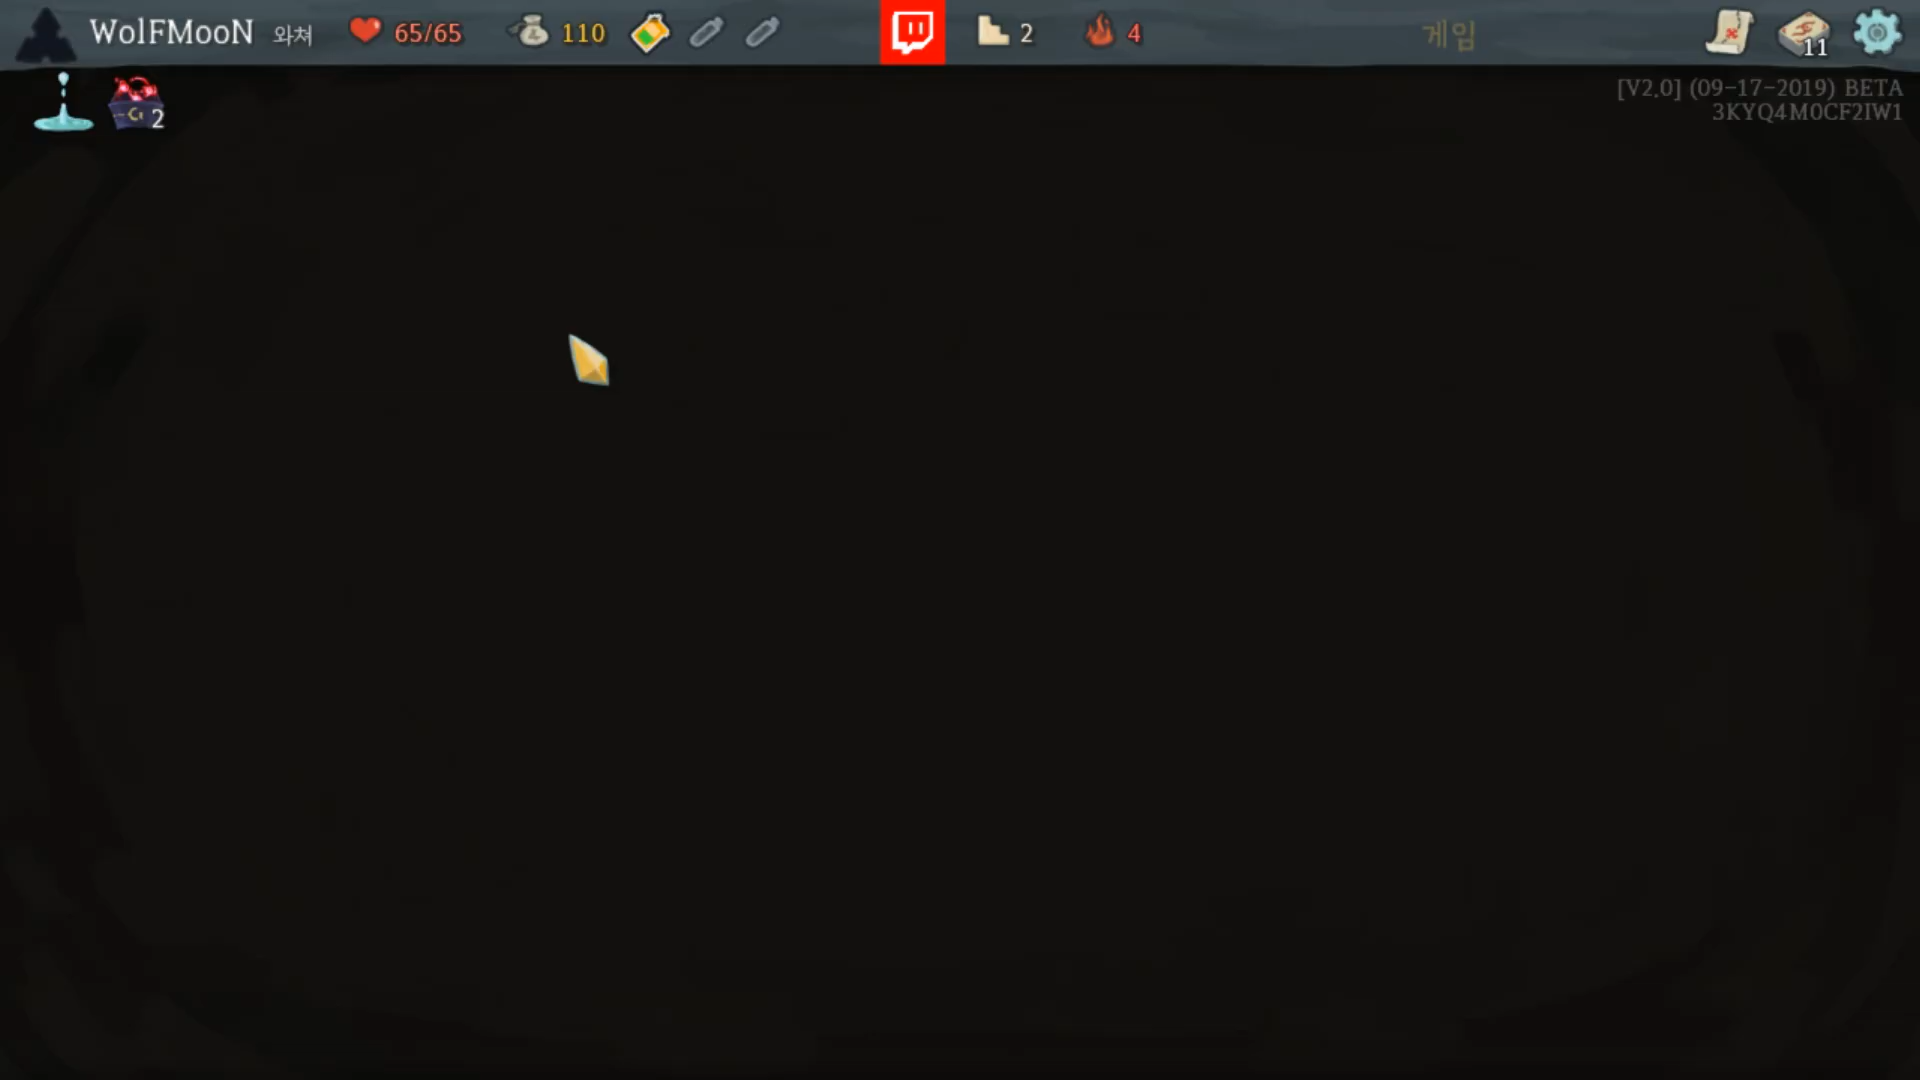 WolFMooN 와쳐 65/65 110 2 4 게임 11
2
[V2.0] (09-17-2019) BETA
3KYQ4M0CF2IW1